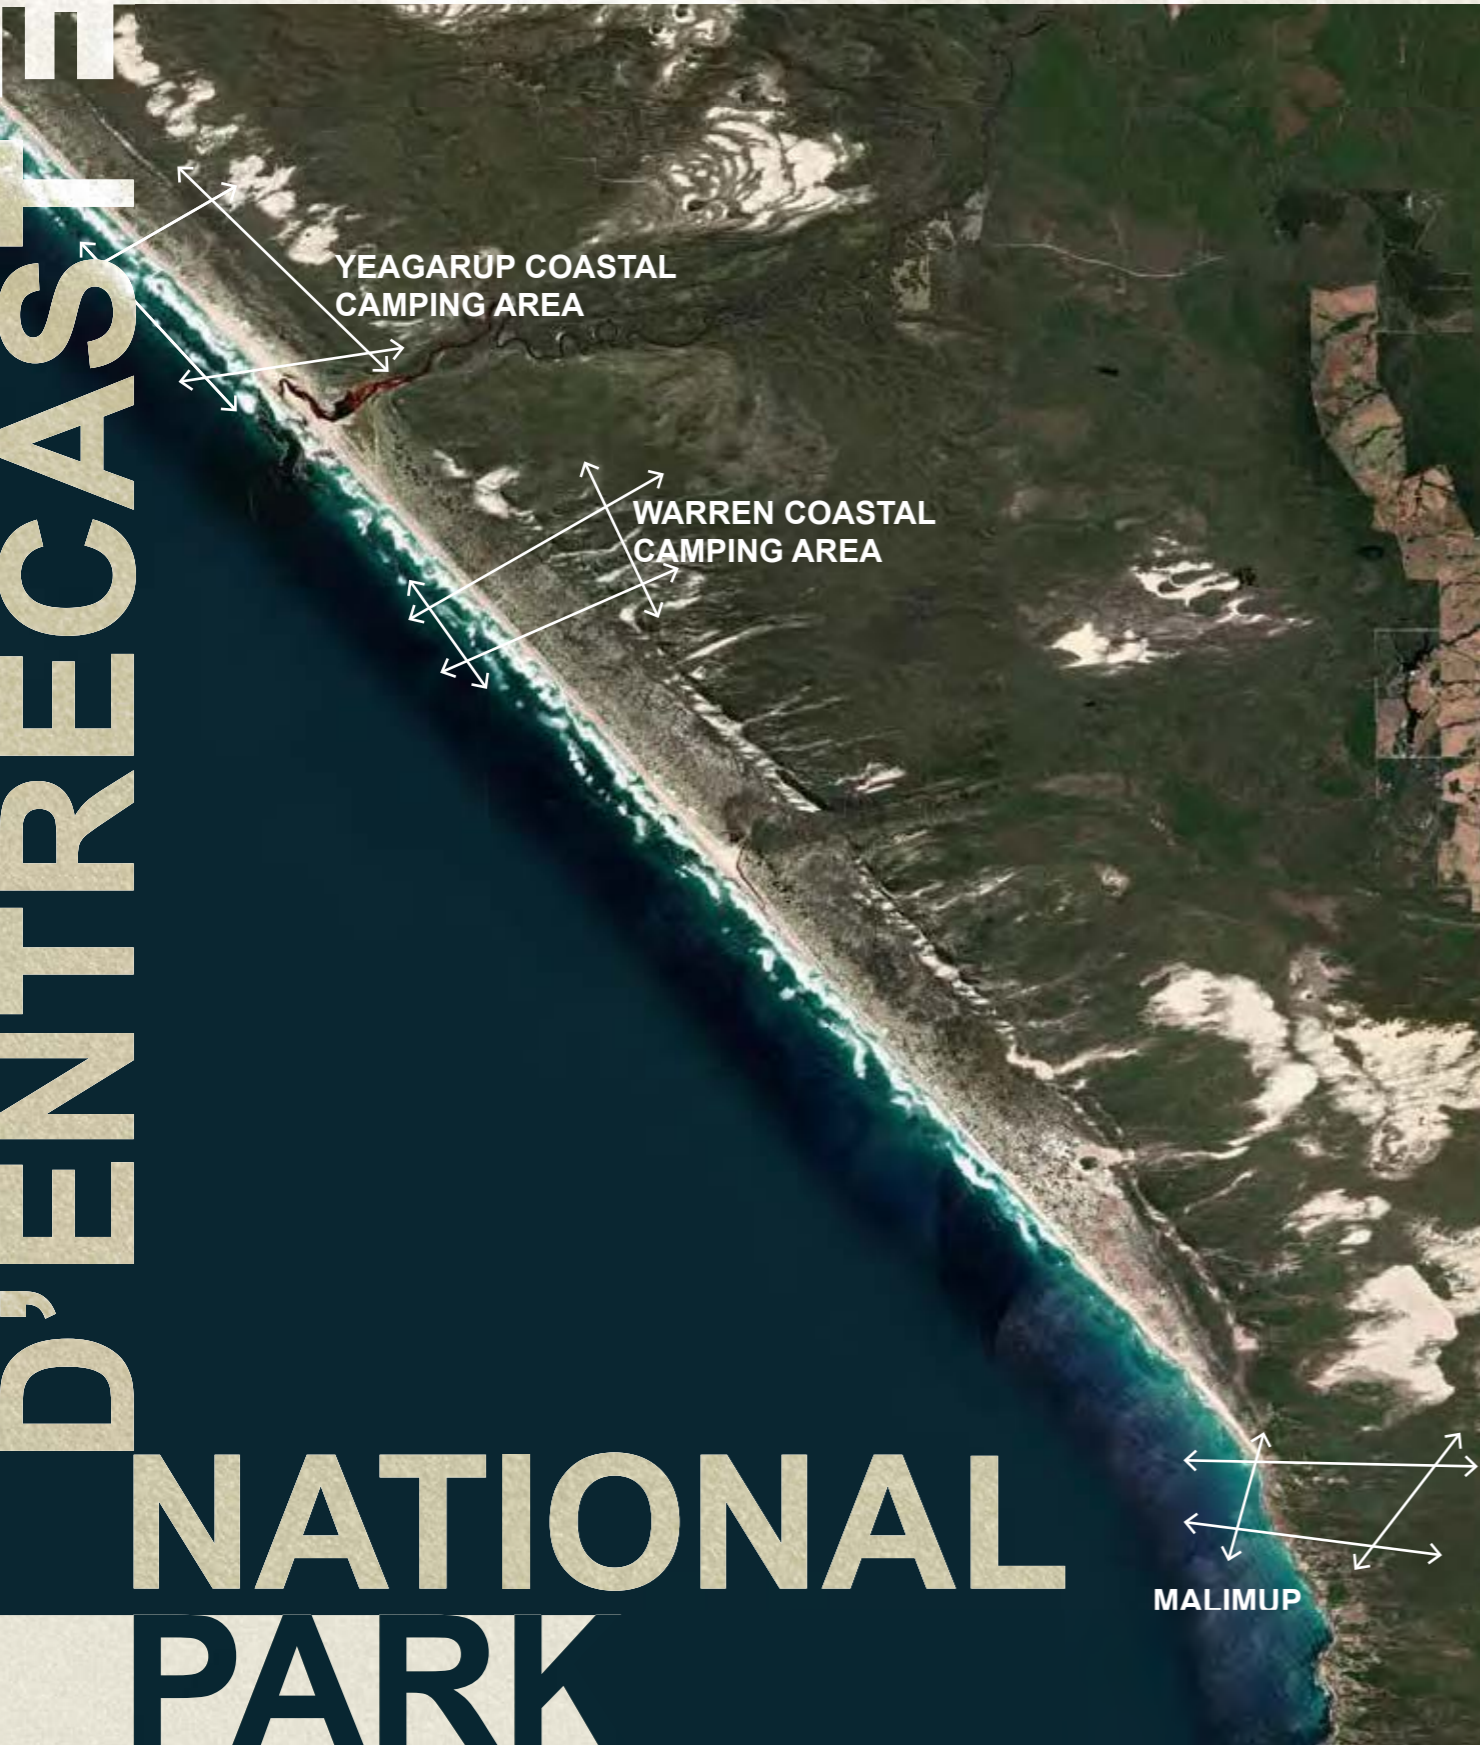 D'ENTRECASTE
YEAGARUP COASTAL
CAMPING AREA
WARREN COASTAL
CAMPING AREA
MALIMUP
NATIONAL
PARK